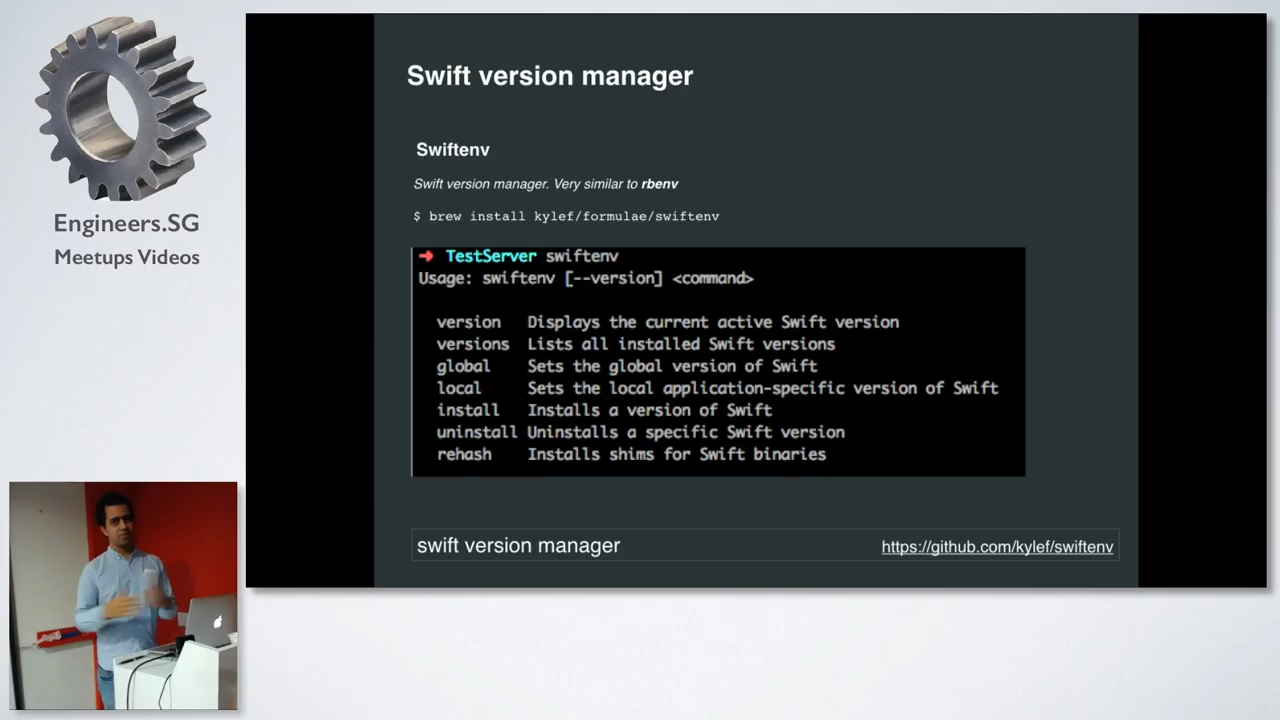 Engineers.SG
Meetups Videos
Swift version manager
Swiftenv
Swift version manager. Very similar to rbenv
$ brew install kylef/formulae/swiftenv
➜ TestServer swiftenv
Usage: swiftenv [--version] <command>
version Displays the current active Swift version
versions Lists all installed Swift versions
global Sets the global version of Swift
local Sets the local application-specific version of Swift
install Installs a version of Swift
uninstall Uninstalls a specific Swift version
rehash Installs shims for Swift binaries
swift version manager https://github.com/kylef/swiftenv